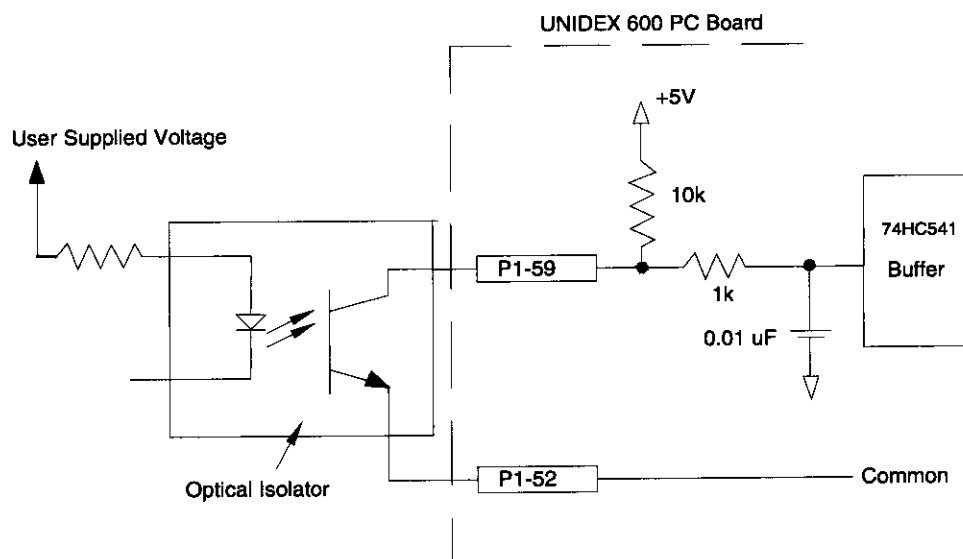 UNIDEX 600 PC Board
+5V
User Supplied Voltage
10k
74HC541
Buffer
P1-59
1k
0.01 uF
Optical Isolator
P1-52
Common